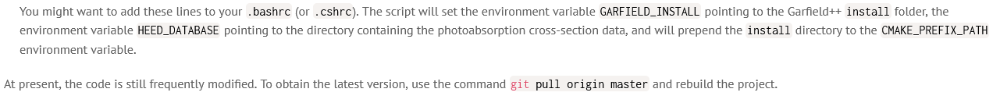 You might want to add these lines to your .bashrc (or .cshrc). The script will set the environment variable GARFIELD_INSTALL pointing to the Garfield++ install folder, the
environment variable HEED_DATABASE pointing to the directory containing the photoabsorption cross-section data, and will prepend the install directory to the CMAKE_PREFIX_PATH
environment variable.
At present, the code is still frequently modified. To obtain the latest version, use the command git pull origin master and rebuild the project.